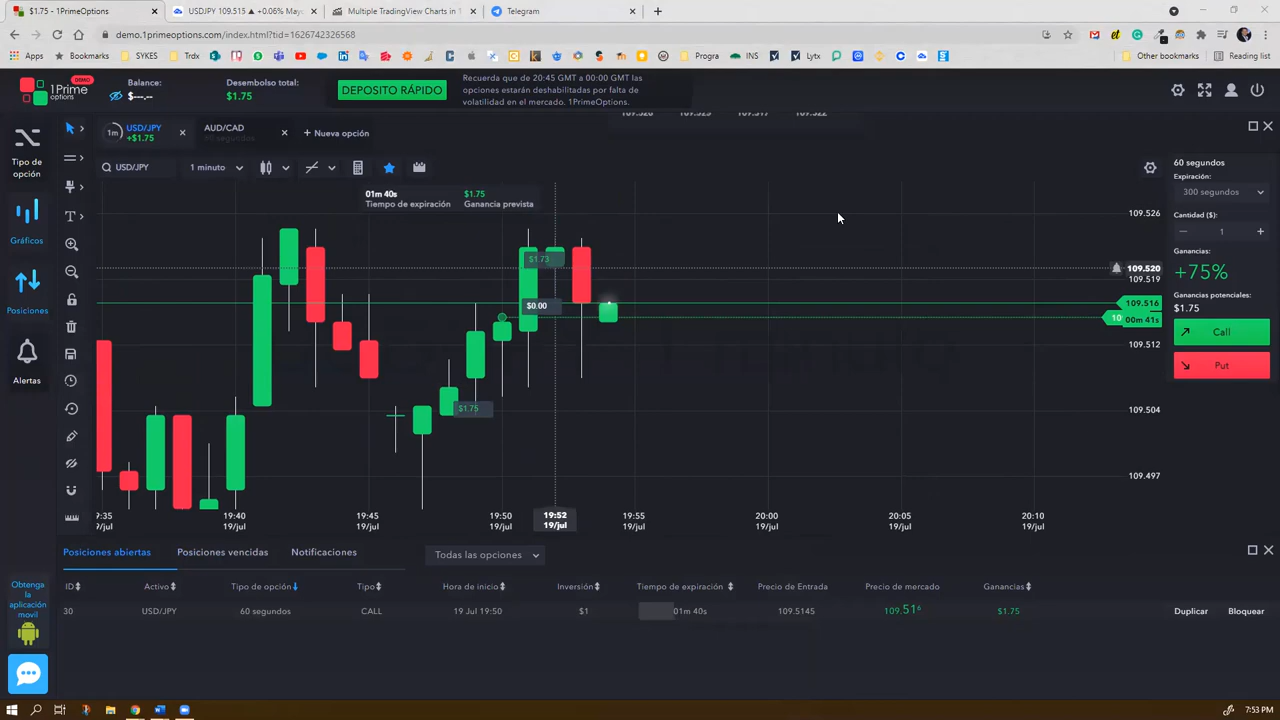 $1.75 - 1PrimeOptions
USDJPY 109.515 ▲ +0.06% Mayo
Multiple TradingView Charts in 1
Telegram
demo.1primeoptions.com/index.html?tid=1626742326568
Apps
Bookmarks
SYKES
Trdx
Progra
INS
Lytx
Other bookmarks
Reading list
1Prime
options
DEMO
Balance:
$---.--
Desembolso total:
$1.75
DEPOSITO RÁPIDO
Recuerda que de 20:45 GMT a 00:00 GMT las
opciones estarán deshabilitadas por falta de
volatilidad en el mercado. 1PrimeOptions.
Tipo de
opción
Gráficos
Posiciones
Alertas
Obtenga
la
aplicación
móvil
1m
USD/JPY
+$1.75
AUD/CAD
60 segundos
+ Nueva opción
USD/JPY
1 minuto
01m 40s
Tiempo de expiración
$1.75
Ganancia prevista
$1.73
$0.00
$1.75
109.526
109.520
109.519
109.516
00m 41s
109.512
109.504
109.497
19:40
19/jul
19:45
19/jul
19:50
19/jul
19:52
19/jul
19:55
19/jul
20:00
19/jul
20:05
19/jul
20:10
19/jul
60 segundos
Expiración:
300 segundos
Cantidad ($):
1
Ganancias:
+75%
Ganancias potenciales:
$1.75
Call
Put
Posiciones abiertas
Posiciones vencidas
Notificaciones
Todas las opciones
ID
Activo
Tipo de opción
Tipo
Hora de inicio
Inversión
Tiempo de expiración
Precio de Entrada
Precio de mercado
Ganancias
30
USD/JPY
60 segundos
CALL
19 Jul 19:50
$1
01m 40s
109.5145
109.516
$1.75
Duplicar
Bloquear
7:53 PM